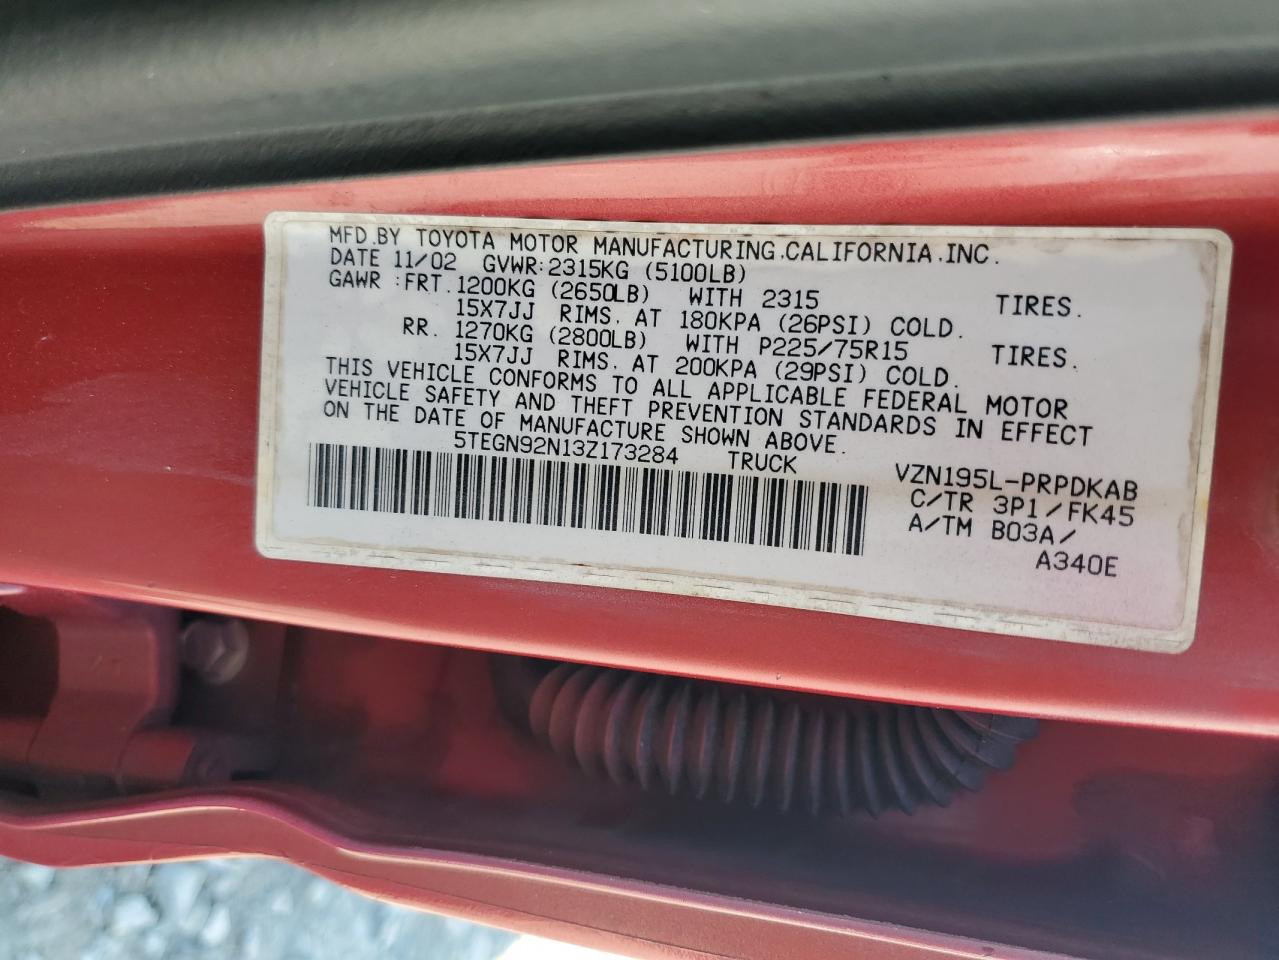 MFD.BY TOYOTA MOTOR MANUFACTURING.CALIFORNIA.INC.
DATE 11/02 GVWR:2315KG (5100LB)
GAWR :FRT.1200KG (2650LB) WITH 2315 TIRES.
15X7JJ RIMS. AT 180KPA (26PSI) COLD.
RR. 1270KG (2800LB) WITH P225/75R15 TIRES.
15X7JJ RIMS. AT 200KPA (29PSI) COLD.
THIS VEHICLE CONFORMS TO ALL APPLICABLE FEDERAL MOTOR
VEHICLE SAFETY AND THEFT PREVENTION STANDARDS IN EFFECT
ON THE DATE OF MANUFACTURE SHOWN ABOVE.
5TEGN92N13Z173284 TRUCK VZN195L-PRPDKAB
C/TR 3P1/FK45
A/TM B03A/
A340E